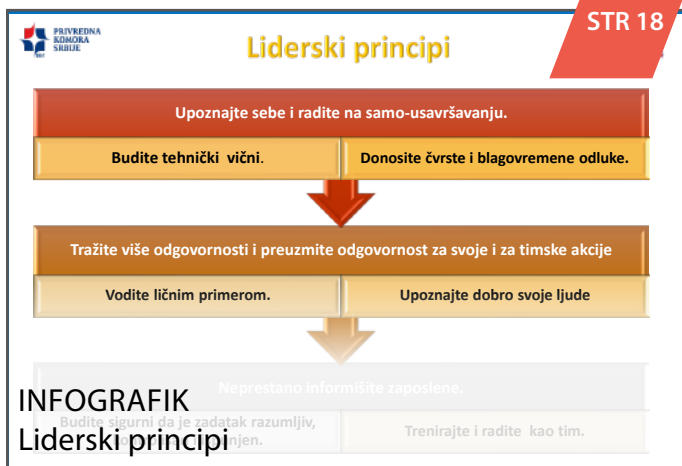 STR 18
PRIVREDNA
KOMORA
SRBIJE
Liderski principi
Upoznajte sebe i radite na samo-usavršavanju.
Budite tehnički vični.
Donosite čvrste i blagovremene odluke.
Tražite više odgovornosti i preuzmite odgovornost za svoje i za timske akcije
Vodite ličnim primerom.
Upoznajte dobro svoje ljude
Neprestano informišite zaposlene.
Budite sigurni da je zadatak razumljiv,
Trenirajte i radite kao tim.
INFOGRAFIK
Liderski principi